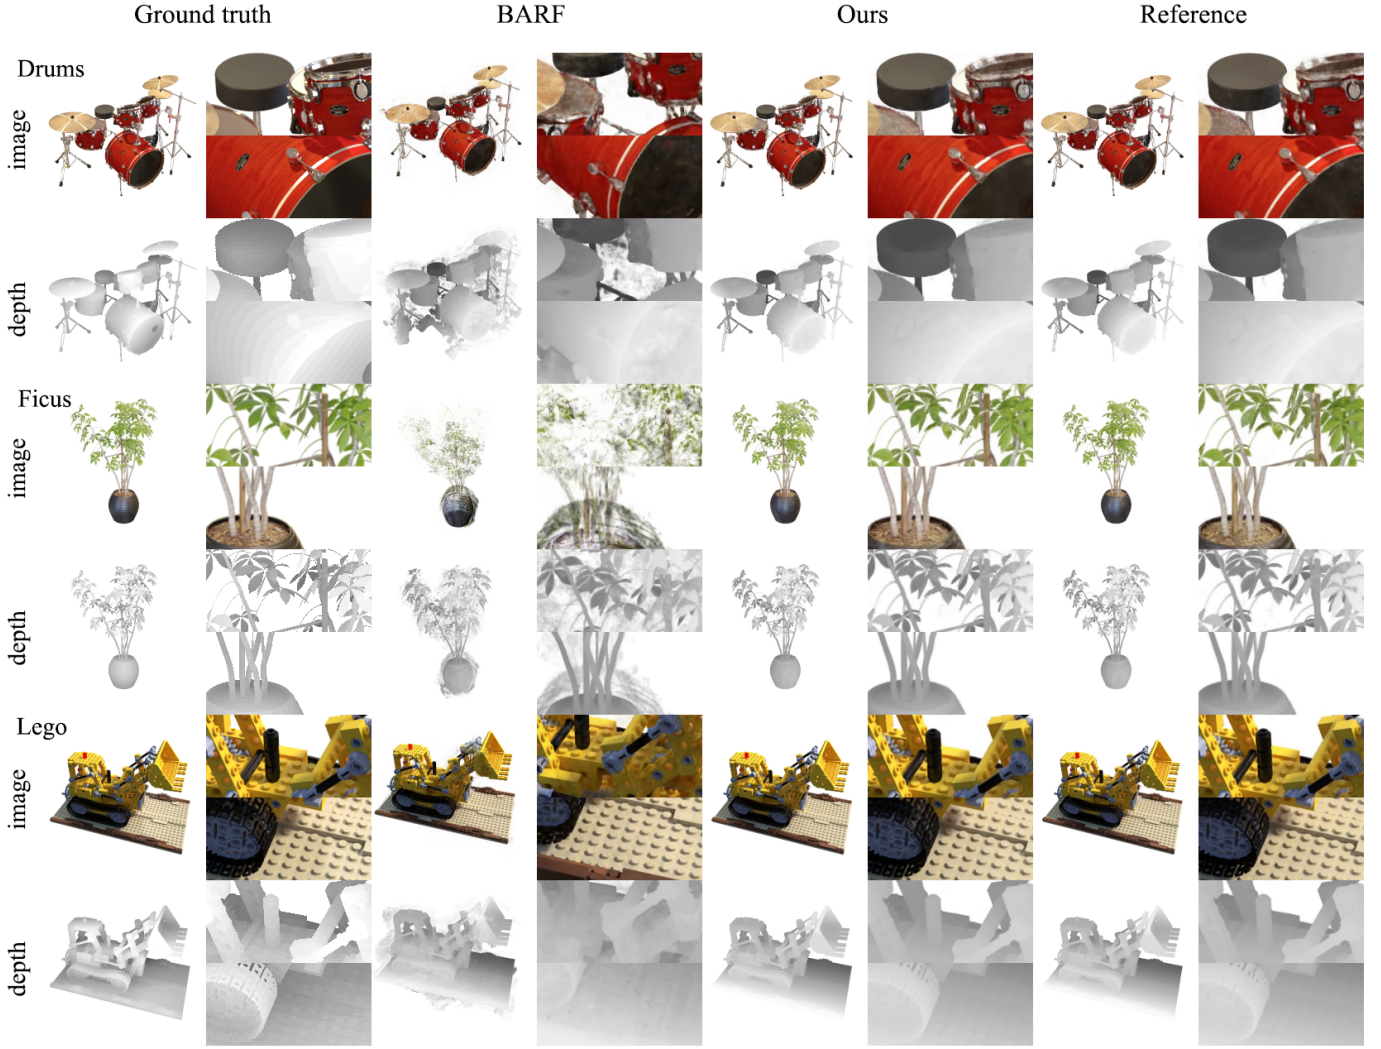 Ground truth BARF Ours Reference
Drums
image
depth
Ficus
image
depth
Lego
image
depth